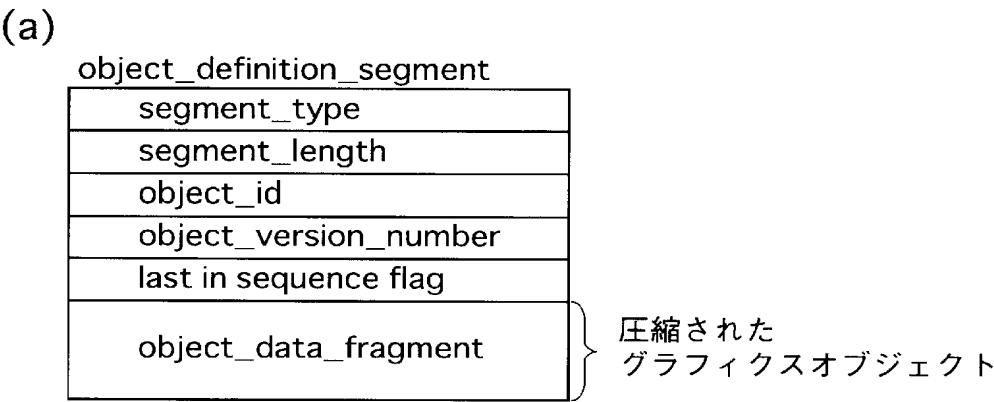 (a)
object_definition_segment
segment_type
segment_length
object_id
object_version_number
last in sequence flag
object_data_fragment
圧縮された
グラフィクスオブジェクト